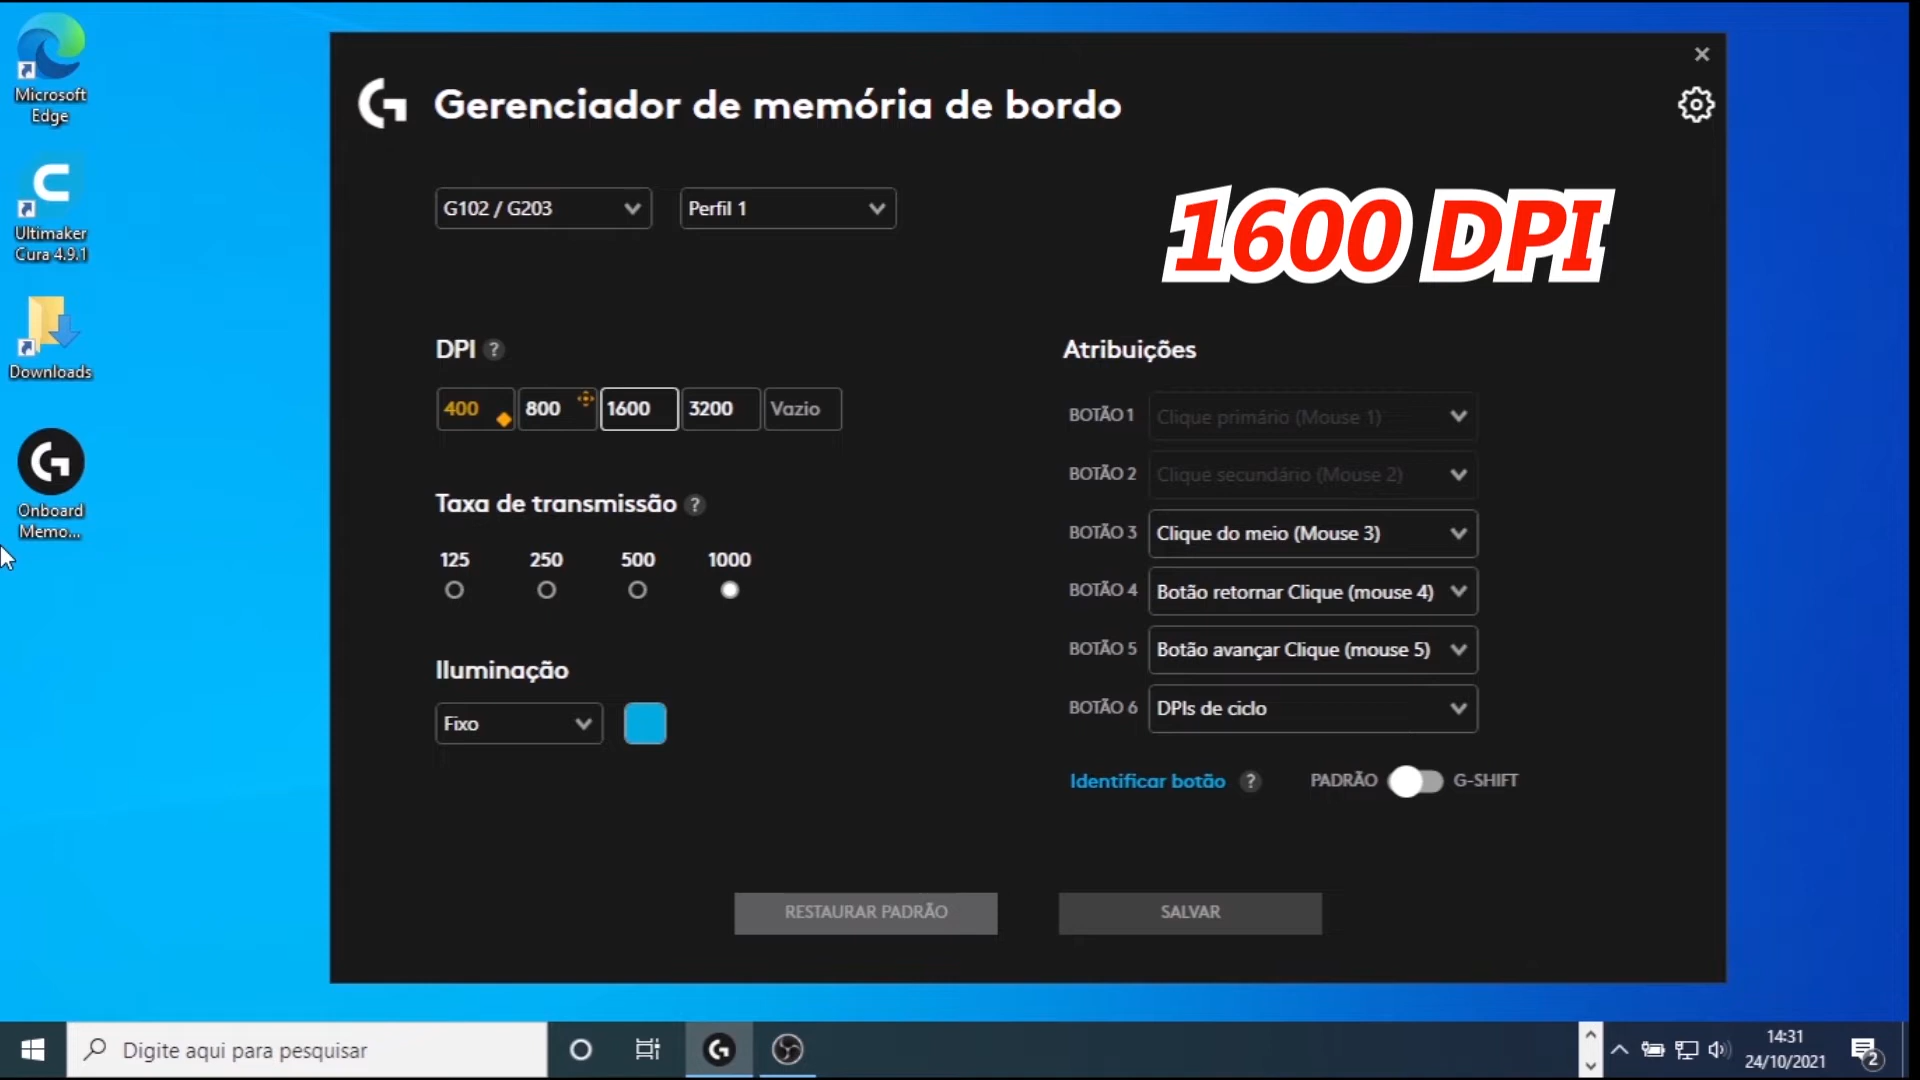 Microsoft
Edge
Ultimaker
Cura 4.9.1
Downloads
Onboard
Memo...
Gerenciador de memória de bordo
G102 / G203
Perfil 1
1600 DPI
DPI ?
400
800
1600
3200
Vazio
Taxa de transmissão ?
125
250
500
1000
Iluminação
Fixo
Atribuições
BOTÃO 1
Clique primário (Mouse 1)
BOTÃO 2
Clique secundário (Mouse 2)
BOTÃO 3
Clique do meio (Mouse 3)
BOTÃO 4
Botão retornar Clique (mouse 4)
BOTÃO 5
Botão avançar Clique (mouse 5)
BOTÃO 6
DPIs de ciclo
Identificar botão ?
PADRÃO
G-SHIFT
RESTAURAR PADRÃO
SALVAR
Digite aqui para pesquisar
14:31
24/10/2021
2